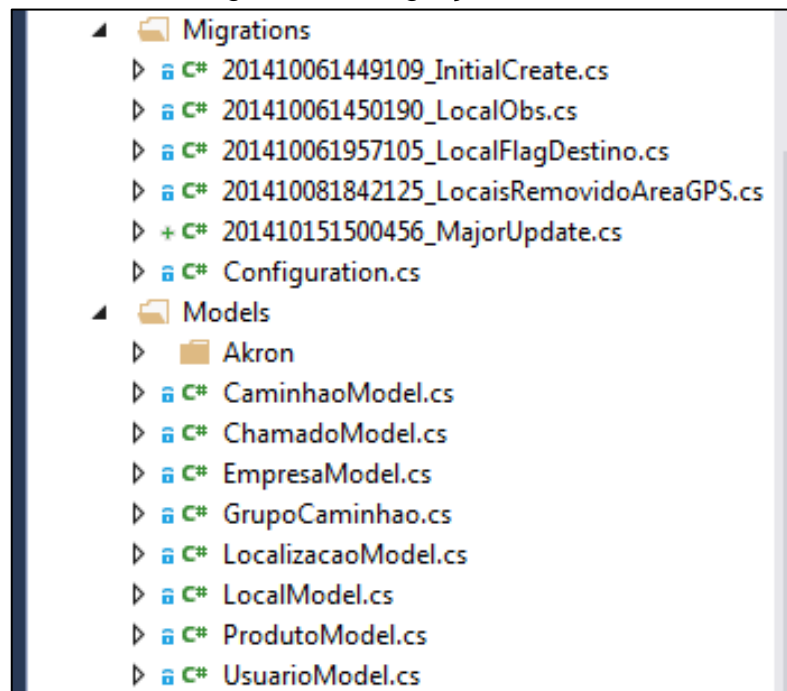 Migrations
C# 201410061449109_InitialCreate.cs
C# 201410061450190_LocalObs.cs
C# 201410061957105_LocalFlagDestino.cs
C# 201410081842125_LocaisRemovidoAreaGPS.cs
+ C# 201410151500456_MajorUpdate.cs
C# Configuration.cs
Models
Akron
C# CaminhaoModel.cs
C# ChamadoModel.cs
C# EmpresaModel.cs
C# GrupoCaminhao.cs
C# LocalizacaoModel.cs
C# LocalModel.cs
C# ProdutoModel.cs
C# UsuarioModel.cs